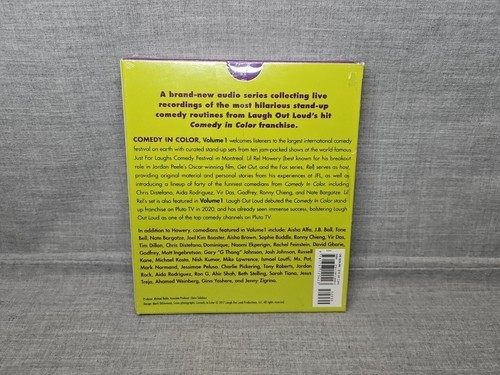 A brand-new audio series collecting live
recordings of the most hilarious stand-up
comedy routines from Laugh Out Loud's hit
Comedy in Color franchise.
COMEDY IN COLOR, Volume 1 welcomes listeners to the largest international comedy
festival on earth with curated stand-up sets from ten jam-packed shows at the world-famous
Just For Laughs Comedy Festival in Montreal. Lil Rel Howery (best known for his breakout
role in Jordan Peele's Oscar-winning film, Get Out, and the Fox series, Rel) serves as host,
providing original material and personal stories from his experiences at JFL, as well as
introducing a lineup of forty of the funniest comedians from Comedy In Color, including
Chris Distefano, Aida Rodriguez, Vir Das, Godfrey, Ronny Chieng, and Nate Bargatze. Lil
Rel's set is also featured in Volume 1. Laugh Out Loud debuted the Comedy In Color stand-
up franchise on Pluto TV in 2020, and has already seen immense success, bolstering Laugh
Out Loud as one of the top comedy channels on Pluto TV.
In addition to Howery, comedians featured in Volume 1 include: Aisha Alfa, J.B. Ball, Tone
Bell, Nate Bargatze, Joel Kim Booster, Aisha Brown, Sophie Buddle, Ronny Chieng, Vir Das,
Tim Dillon, Chris Distefano, Dominique, Naomi Ekperigin, Rachel Feinstein, David Gborie,
Godfrey, Matt Ingebretson, Gary "G Thang" Johnson, Josh Johnson, Russell
Kane, Michael Kosta, Nish Kumar, Mike Lawrence, Ismael Loutfi, Ms. Pat,
Mark Normand, Jessimae Peluso, Charlie Pickering, Tony Roberts, Jordan
Rock, Aida Rodriguez, Ron G, Ahir Shah, Beth Stelling, Sarah Tiana, Jesus
Trejo, Ahamed Weinberg, Gina Yashere, and Jenny Zigrino.